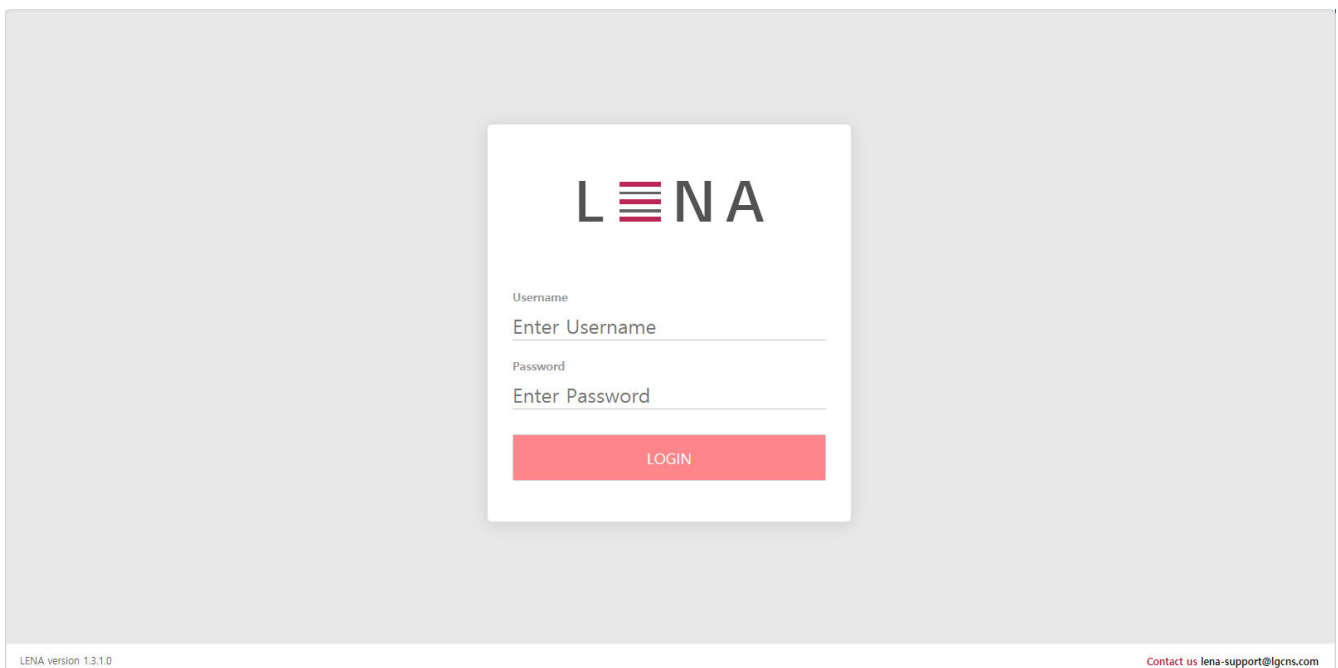 LENA
Username
Enter Username
Password
Enter Password
LOGIN
LENA version 1.3.1.0
Contact us lena-support@lgcns.com